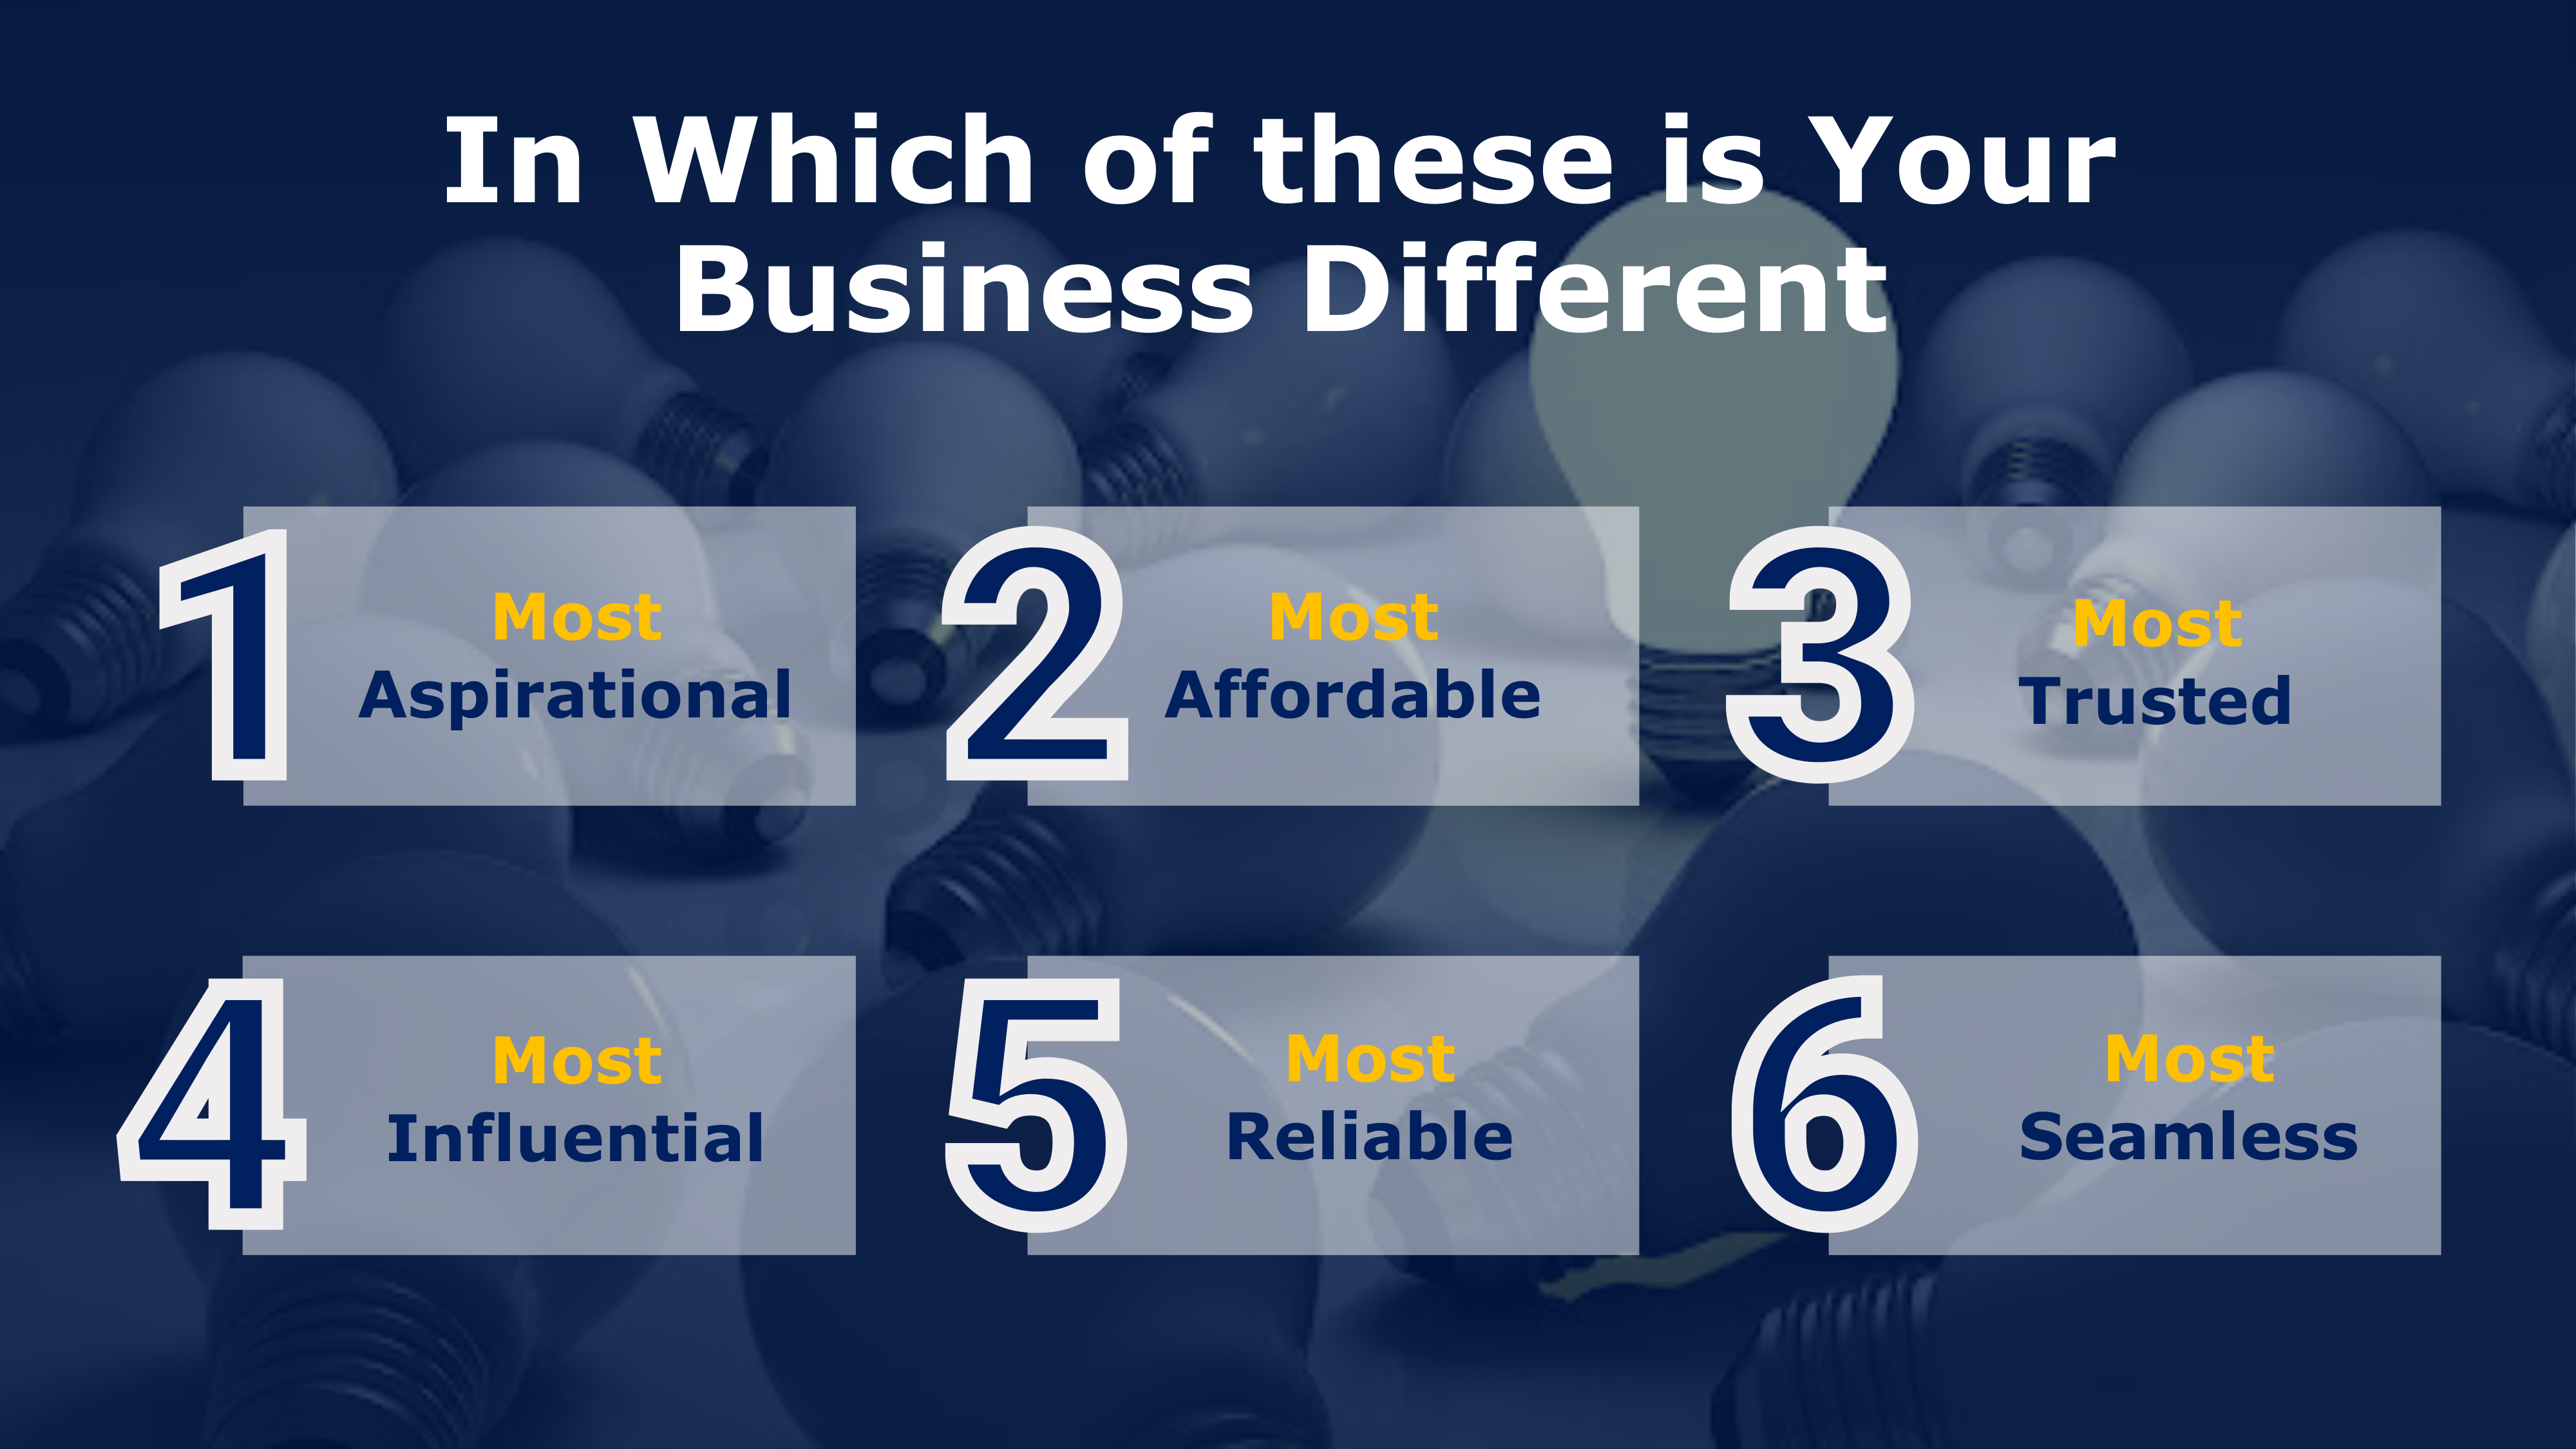 In Which of these is Your
Business Different
1
Most
Aspirational
2
Most
Affordable
3
Most
Trusted
4
Most
Influential
5
Most
Reliable
6
Most
Seamless